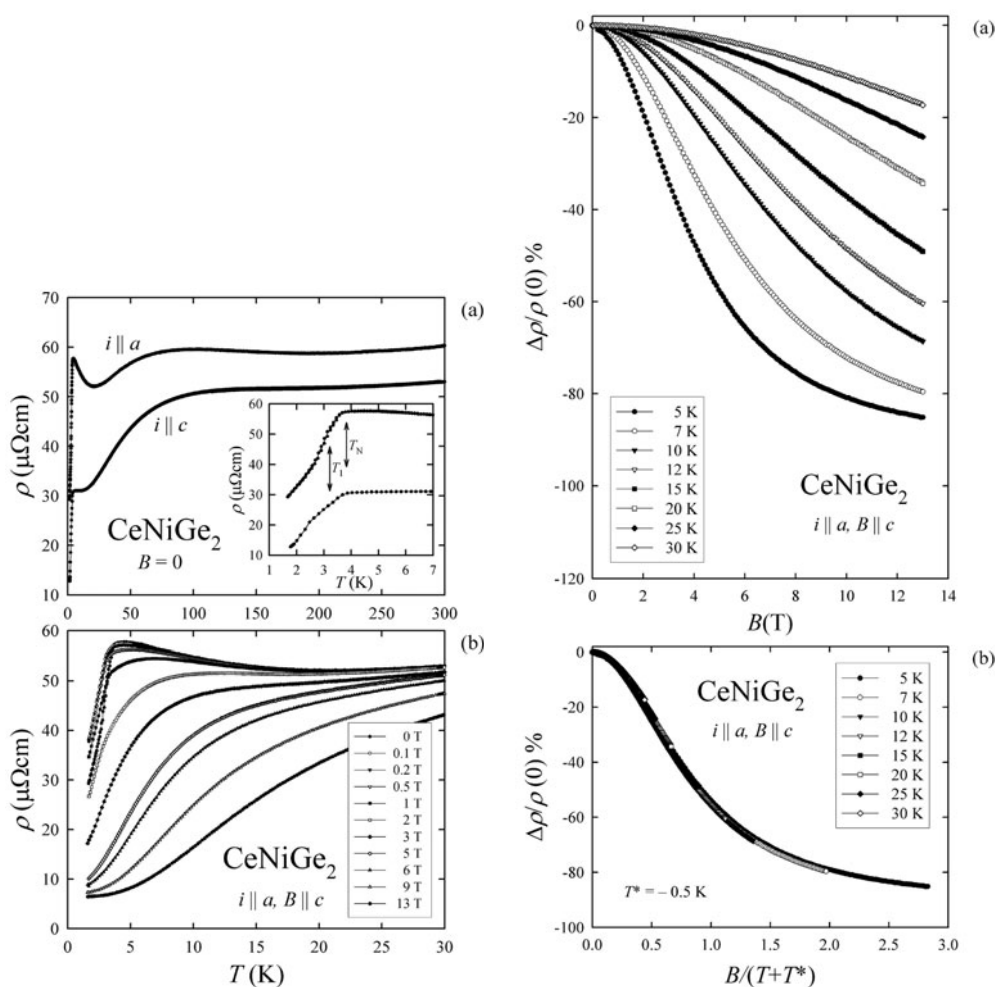 70
60
50
40
30
20
10
ρ (μΩcm)
(a)
i || a
i || c
CeNiGe2
B = 0
60
50
40
30
20
10
ρ (μΩcm)
TN
T1
1 2 3 4 5 6 7
T (K)
0 50 100 150 200 250 300
60
50
40
30
20
10
0
ρ (μΩcm)
(b)
CeNiGe2
i || a, B || c
0 T
0.1 T
0.2 T
0.5 T
1 T
2 T
3 T
5 T
6 T
9 T
13 T
0 5 10 15 20 25 30
T (K)
0
-20
-40
-60
-80
-100
-120
Δρ/ρ (0) %
(a)
5 K
7 K
10 K
12 K
15 K
20 K
25 K
30 K
CeNiGe2
i || a, B || c
0 2 4 6 8 10 12 14
B(T)
0
-20
-40
-60
-80
-100
Δρ/ρ (0) %
(b)
CeNiGe2
i || a, B || c
5 K
7 K
10 K
12 K
15 K
20 K
25 K
30 K
T* = – 0.5 K
0.0 0.5 1.0 1.5 2.0 2.5 3.0
B/(T+T*)